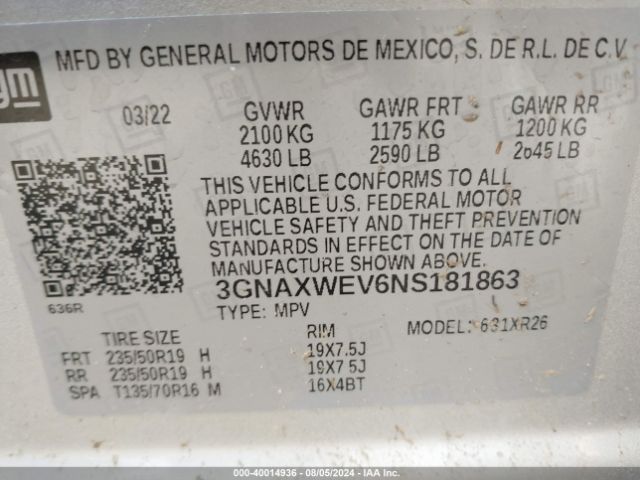 gm
MFD BY GENERAL MOTORS DE MEXICO, S. DE R.L. DE C.V
03/22 GVWR GAWR FRT GAWR RR
2100 KG 1175 KG 1200 KG
4630 LB 2590 LB 2645 LB
THIS VEHICLE CONFORMS TO ALL
APPLICABLE U.S. FEDERAL MOTOR
VEHICLE SAFETY AND THEFT PREVENTION
STANDARDS IN EFFECT ON THE DATE OF
MANUFACTURE SHOWN ABOVE.
3GNAXWEV6NS181863
636R
TYPE: MPV MODEL: 631XR26
TIRE SIZE RIM
FRT 235/50R19 H 19X7.5J
RR 235/50R19 H 19X7.5J
SPA T135/70R16 M 16X4BT
000-40014936 - 08/05/2024 - IAA Inc.